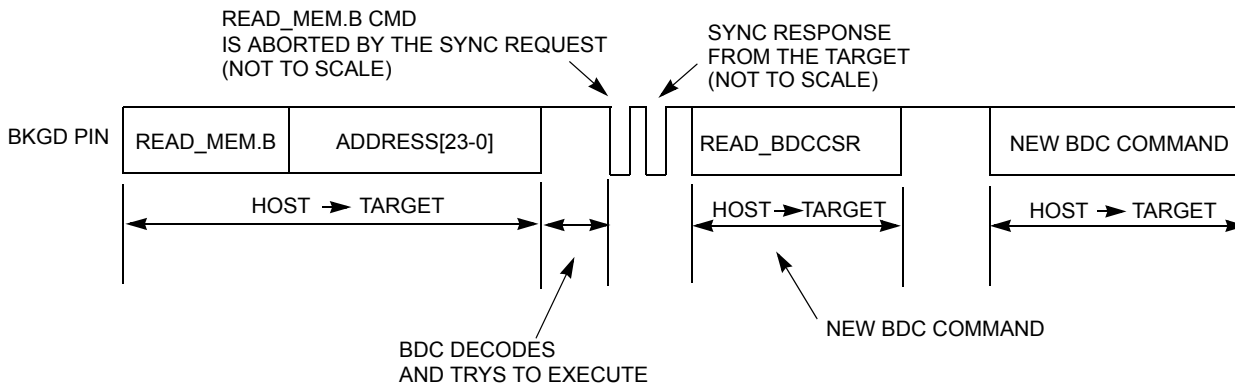 READ_MEM.B CMD
IS ABORTED BY THE SYNC REQUEST
(NOT TO SCALE)
SYNC RESPONSE
FROM THE TARGET
(NOT TO SCALE)
BKGD PIN
READ_MEM.B
ADDRESS[23-0]
READ_BDCCSR
NEW BDC COMMAND
HOST
TARGET
HOST
TARGET
HOST
TARGET
NEW BDC COMMAND
BDC DECODES
AND TRYS TO EXECUTE